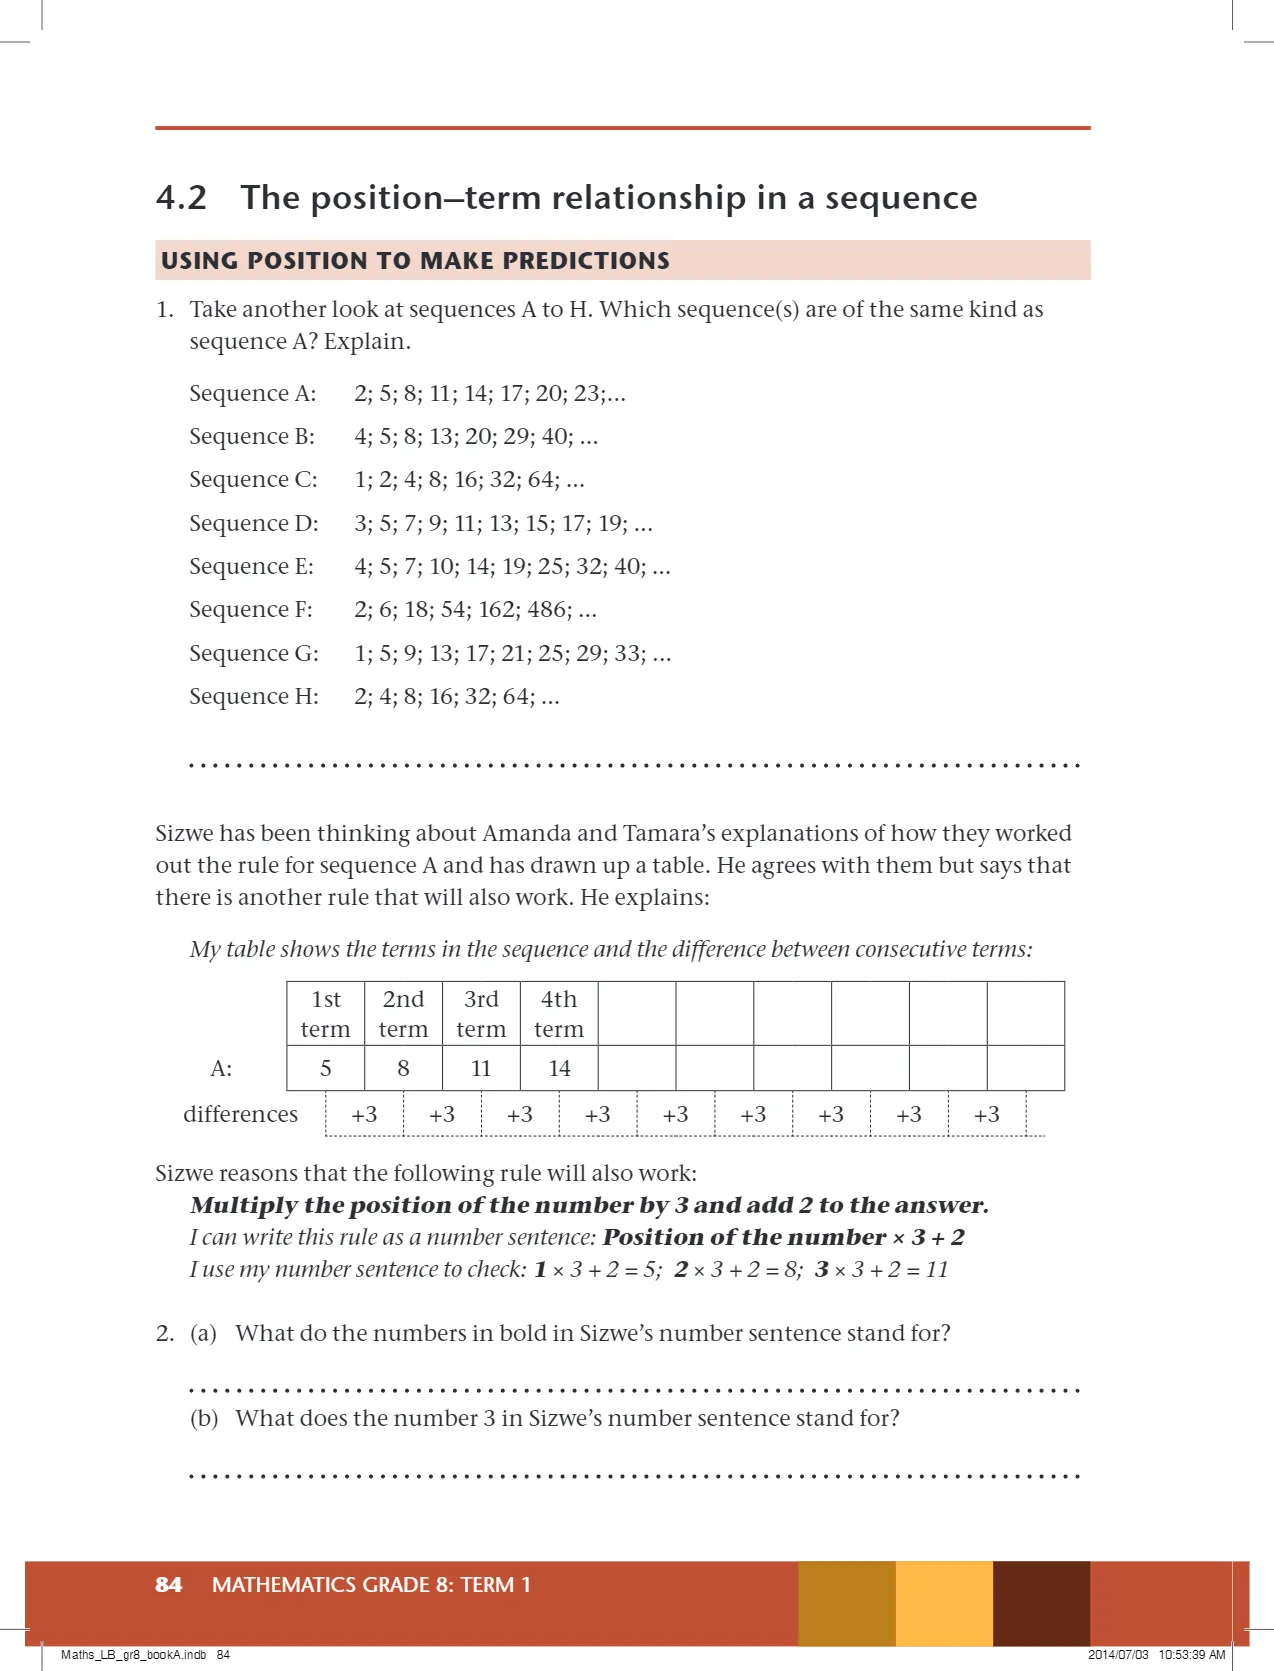 4.2 The position–term relationship in a sequence
USING POSITION TO MAKE PREDICTIONS
1. Take another look at sequences A to H. Which sequence(s) are of the same kind as
sequence A? Explain.
Sequence A: 2; 5; 8; 11; 14; 17; 20; 23;...
Sequence B: 4; 5; 8; 13; 20; 29; 40; ...
Sequence C: 1; 2; 4; 8; 16; 32; 64; ...
Sequence D: 3; 5; 7; 9; 11; 13; 15; 17; 19; ...
Sequence E: 4; 5; 7; 10; 14; 19; 25; 32; 40; ...
Sequence F: 2; 6; 18; 54; 162; 486; ...
Sequence G: 1; 5; 9; 13; 17; 21; 25; 29; 33; ...
Sequence H: 2; 4; 8; 16; 32; 64; ...
Sizwe has been thinking about Amanda and Tamara’s explanations of how they worked
out the rule for sequence A and has drawn up a table. He agrees with them but says that
there is another rule that will also work. He explains:
My table shows the terms in the sequence and the difference between consecutive terms:
1st 2nd 3rd 4th
term term term term
A: 5 8 11 14
differences +3 +3 +3 +3 +3 +3 +3 +3 +3
Sizwe reasons that the following rule will also work:
Multiply the position of the number by 3 and add 2 to the answer.
I can write this rule as a number sentence: Position of the number × 3 + 2
I use my number sentence to check: 1 × 3 + 2 = 5; 2 × 3 + 2 = 8; 3 × 3 + 2 = 11
2. (a) What do the numbers in bold in Sizwe’s number sentence stand for?
(b) What does the number 3 in Sizwe’s number sentence stand for?
84 MATHEMATICS GRADE 8: TERM 1
Maths_LB_gr8_bookA.indb 84 2014/07/03 10:53:39 AM